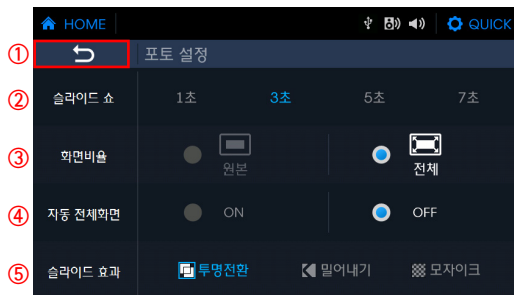 HOME QUICK
① 포토 설정
② 슬라이드 쇼 1초 3초 5초 7초
③ 화면비율 원본 전체
④ 자동 전체화면 ON OFF
⑤ 슬라이드 효과 투명전환 밀어내기 모자이크